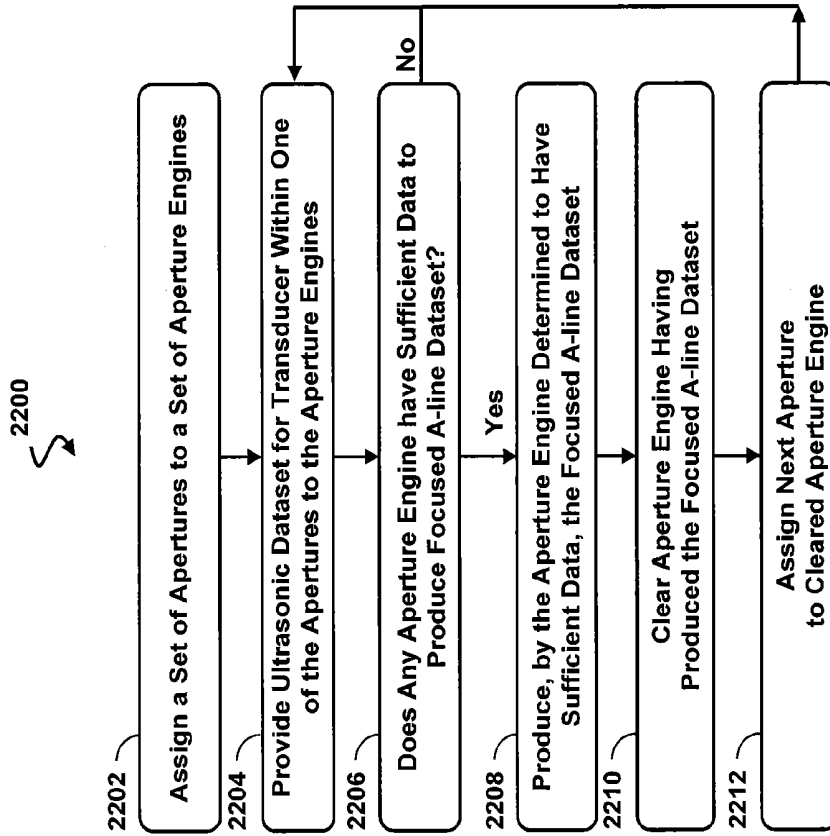 2200
2202
Assign a Set of Apertures to a Set of Aperture Engines
2204
Provide Ultrasonic Dataset for Transducer Within One
of the Apertures to the Aperture Engines
2206
Does Any Aperture Engine have Sufficient Data to
Produce Focused A-line Dataset?
No
Yes
2208
Produce, by the Aperture Engine Determined to Have
Sufficient Data, the Focused A-line Dataset
2210
Clear Aperture Engine Having
Produced the Focused A-line Dataset
2212
Assign Next Aperture
to Cleared Aperture Engine